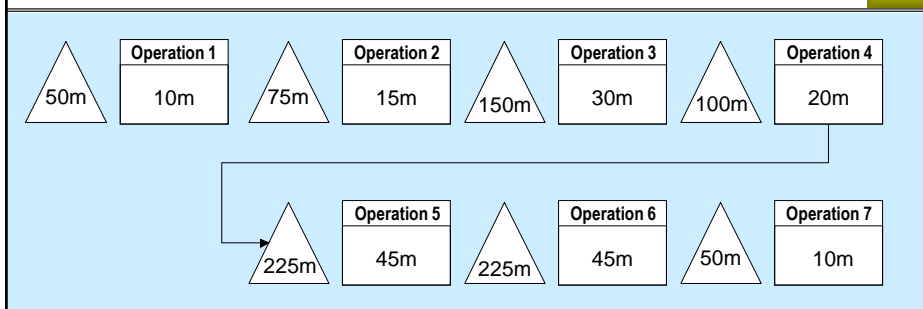 Operation 1 Operation 2 Operation 3 Operation 4
50m 10m 75m 15m 150m 30m 100m 20m
Operation 5 Operation 6 Operation 7
225m 45m 225m 45m 50m 10m